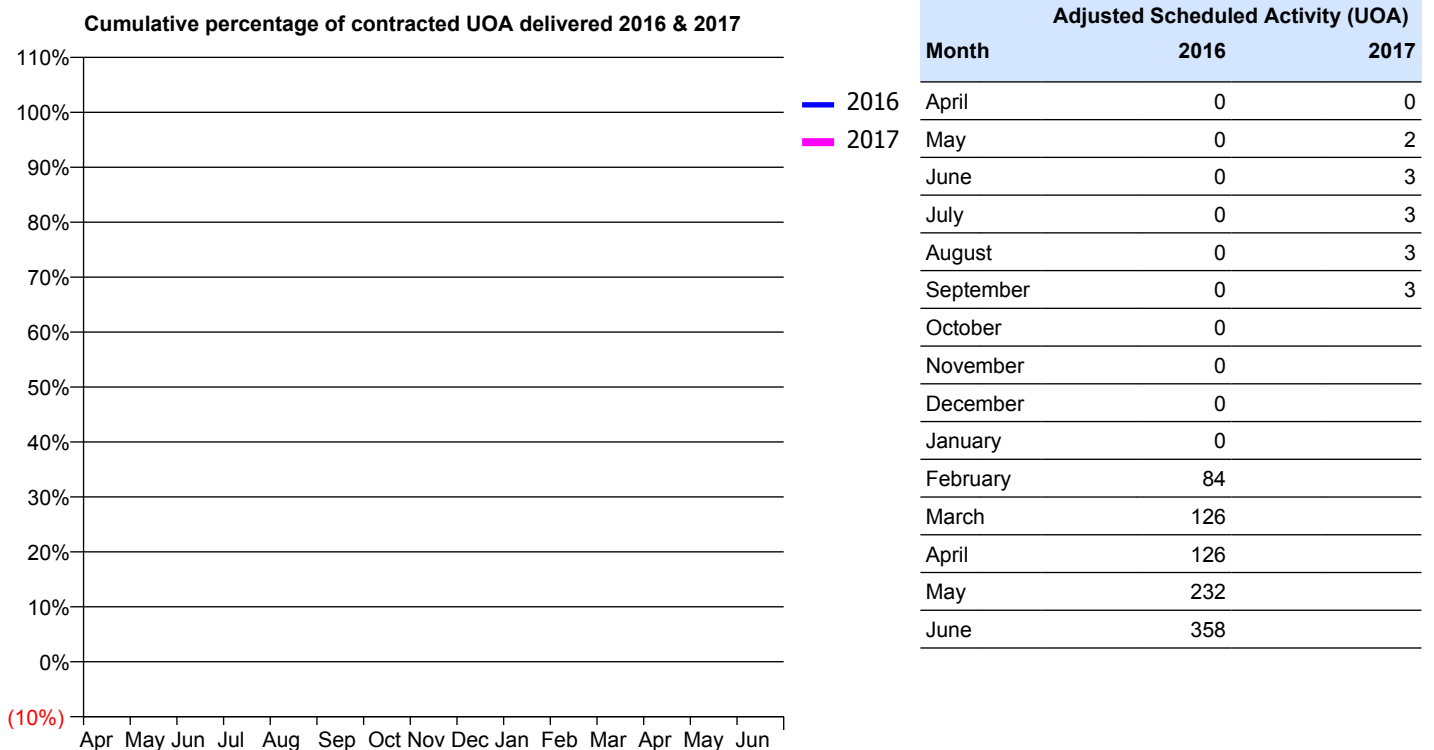 Cumulative percentage of contracted UOA delivered 2016 & 2017
110%
100%
90%
80%
70%
60%
50%
40%
30%
20%
10%
0%
(10%)
Apr May Jun Jul Aug Sep Oct Nov Dec Jan Feb Mar Apr May Jun
2016
2017
Adjusted Scheduled Activity (UOA)
Month 2016 2017
April 0 0
May 0 2
June 0 3
July 0 3
August 0 3
September 0 3
October 0
November 0
December 0
January 0
February 84
March 126
April 126
May 232
June 358